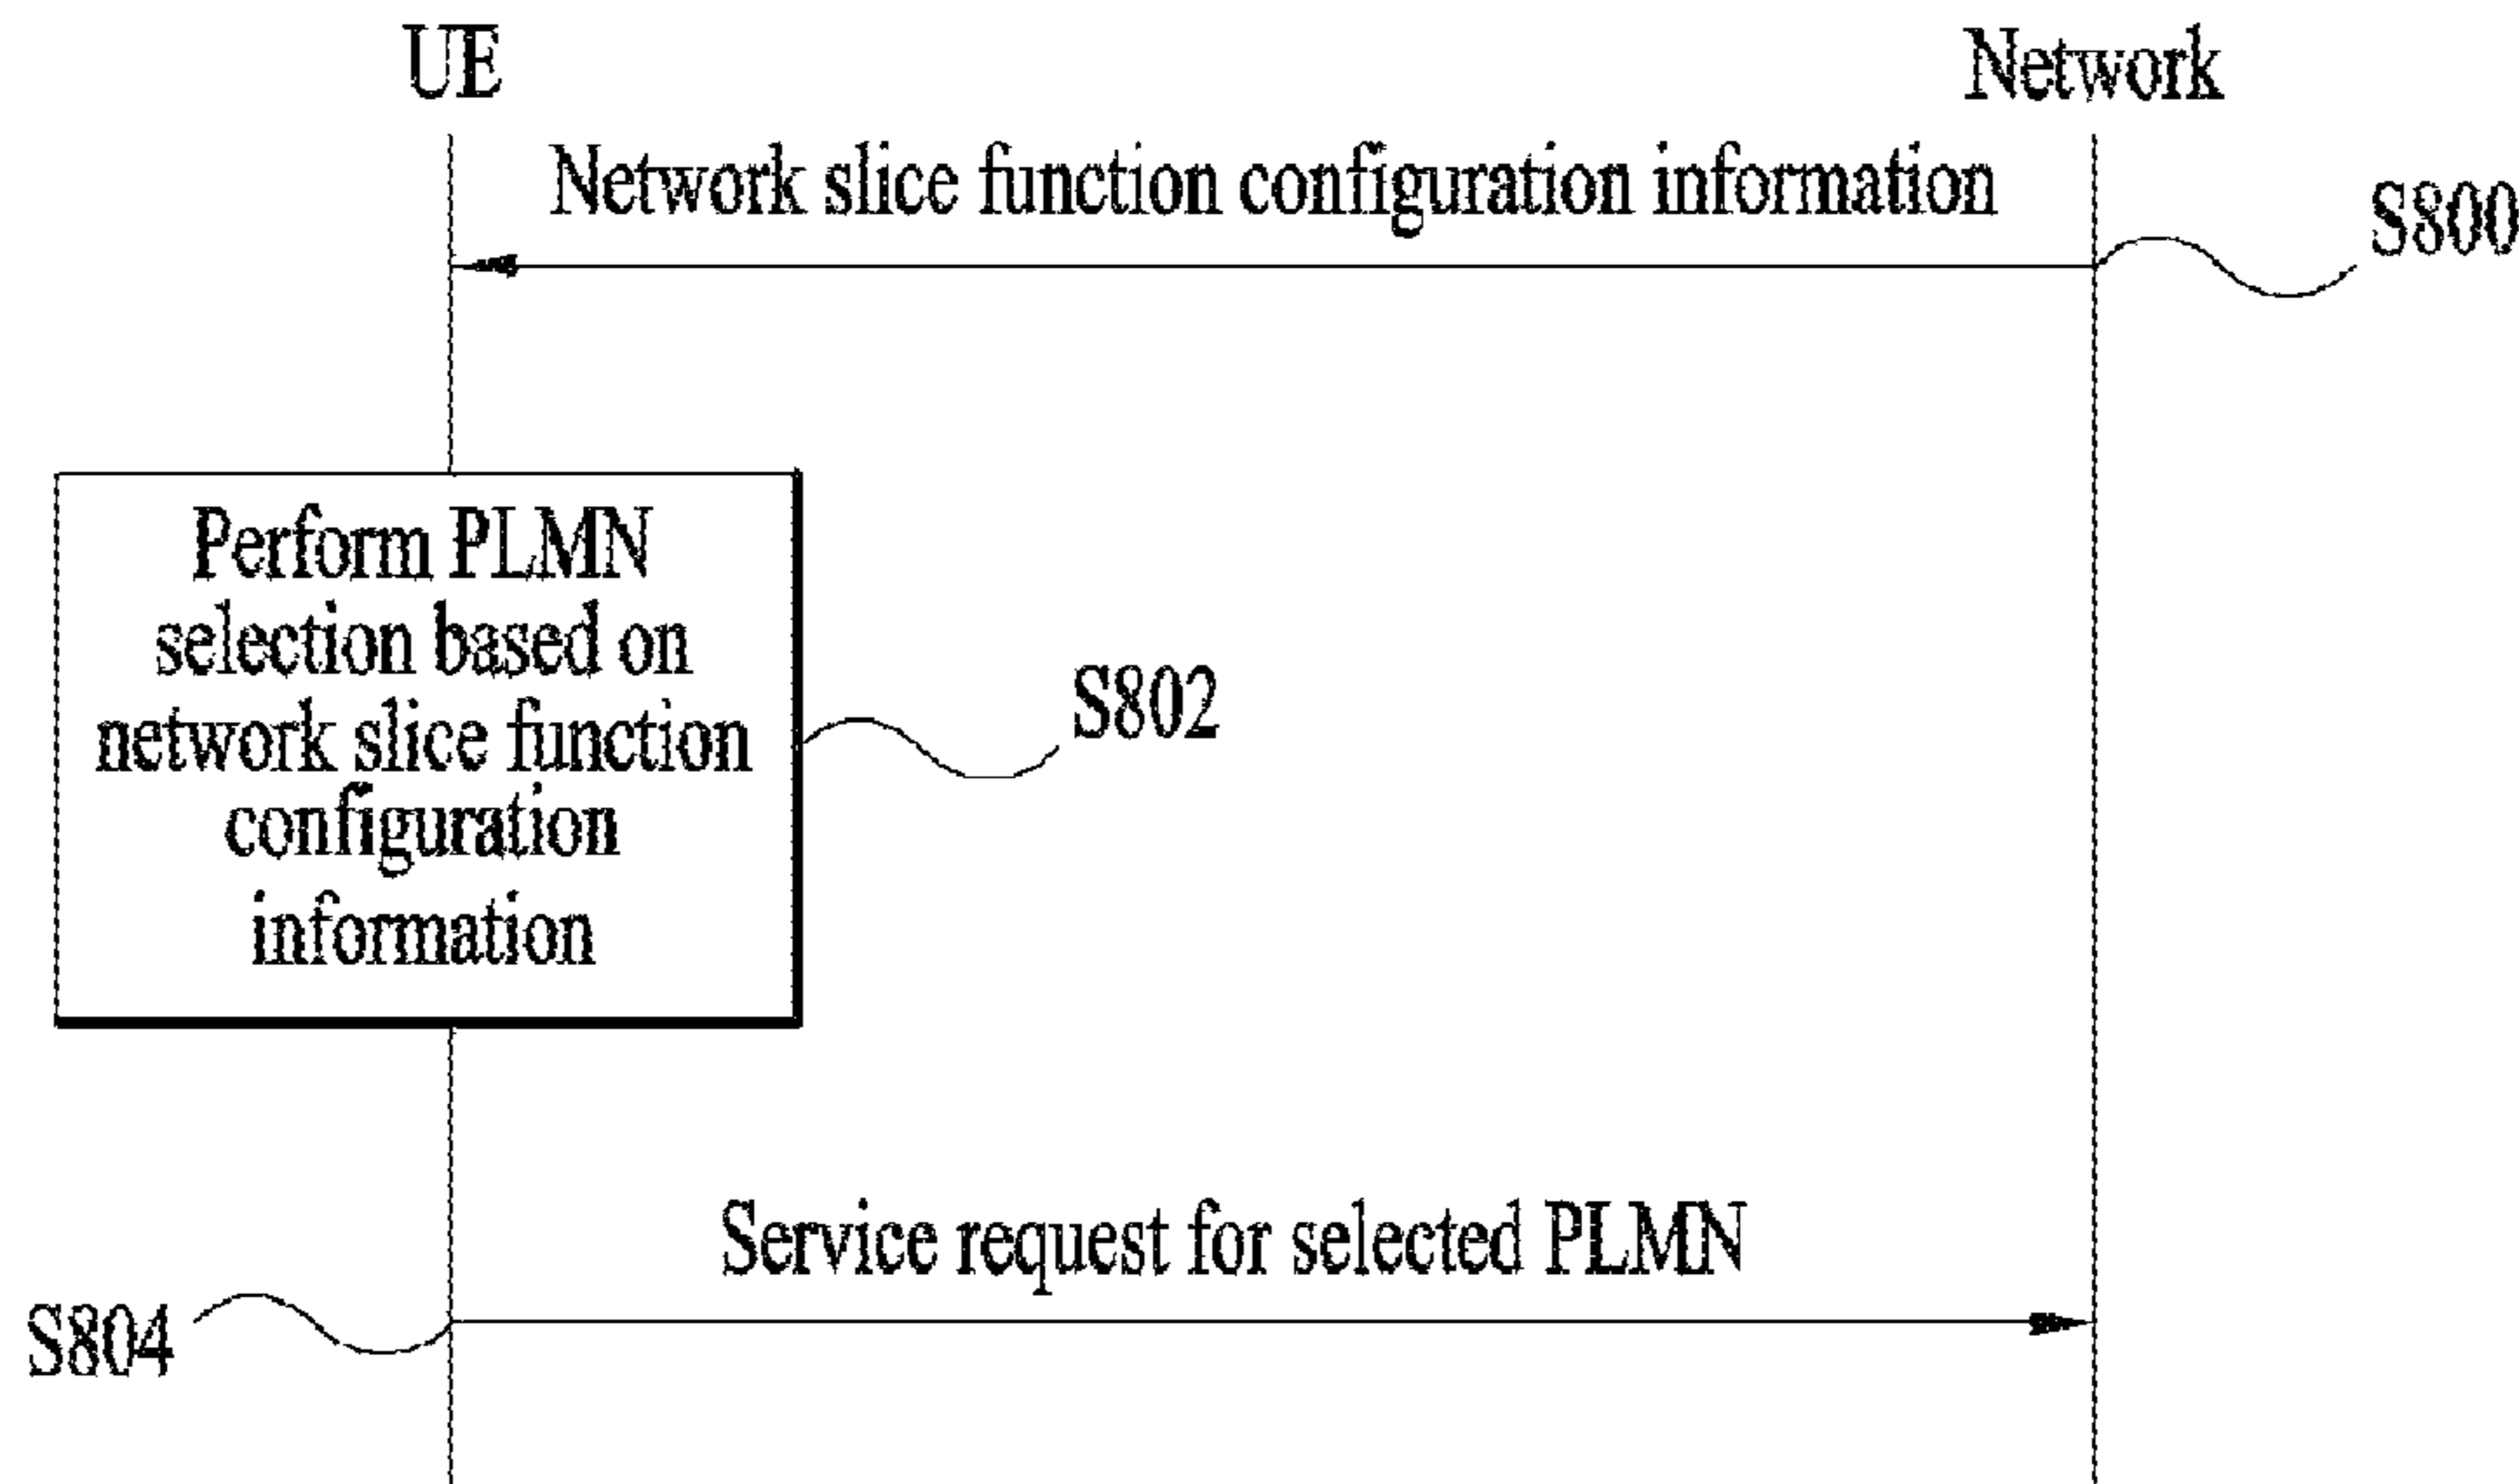 UE
Network
Network slice function configuration information
S800
Perform PLMN
selection based on
network slice function
configuration
information
S802
Service request for selected PLMN
S804